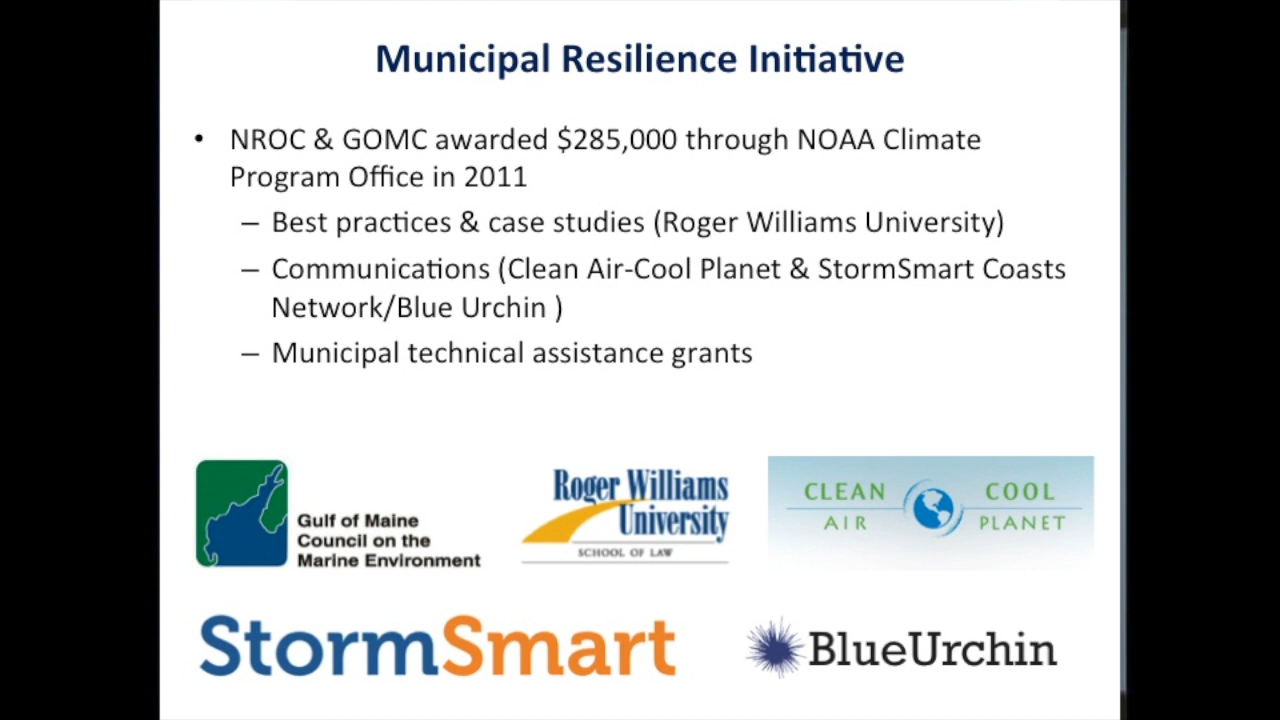 Municipal Resilience Initiative
• NROC & GOMC awarded $285,000 through NOAA Climate
Program Office in 2011
– Best practices & case studies (Roger Williams University)
– Communications (Clean Air-Cool Planet & StormSmart Coasts
Network/Blue Urchin )
– Municipal technical assistance grants
Gulf of Maine
Council on the
Marine Environment
Roger Williams
University
SCHOOL OF LAW
CLEAN COOL
AIR PLANET
StormSmart
BlueUrchin